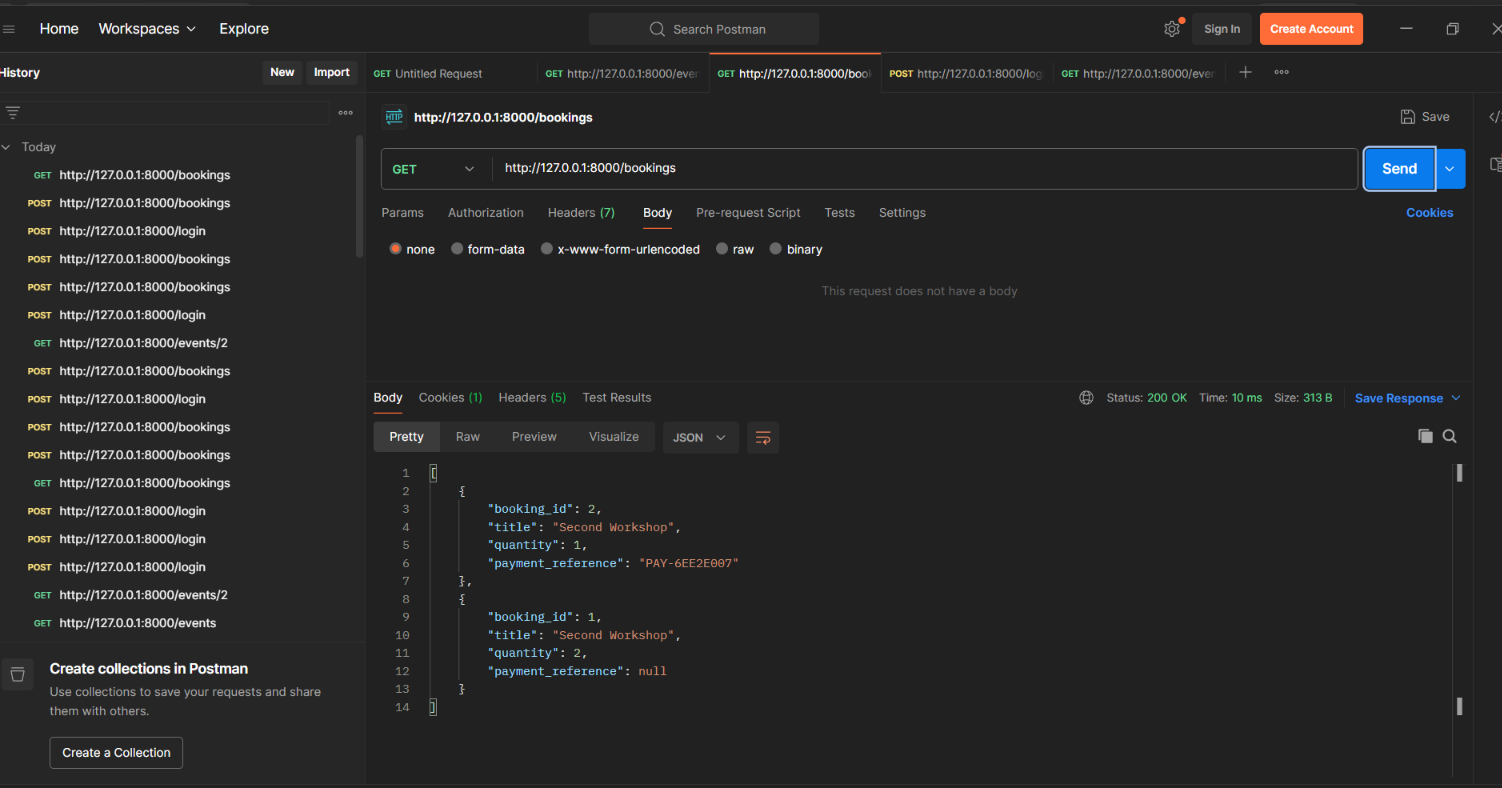 Home Workspaces Explore Search Postman Sign In Create Account
History New Import GET Untitled Request GET http://127.0.0.1:8000/ever GET http://127.0.0.1:8000/book POST http://127.0.0.1:8000/log GET http://127.0.0.1:8000/ever
HTTP http://127.0.0.1:8000/bookings Save
Today
GET http://127.0.0.1:8000/bookings
POST http://127.0.0.1:8000/bookings
POST http://127.0.0.1:8000/login
POST http://127.0.0.1:8000/bookings
POST http://127.0.0.1:8000/bookings
POST http://127.0.0.1:8000/login
GET http://127.0.0.1:8000/events/2
POST http://127.0.0.1:8000/bookings
POST http://127.0.0.1:8000/login
POST http://127.0.0.1:8000/bookings
POST http://127.0.0.1:8000/bookings
GET http://127.0.0.1:8000/bookings
POST http://127.0.0.1:8000/login
POST http://127.0.0.1:8000/login
POST http://127.0.0.1:8000/login
GET http://127.0.0.1:8000/events/2
GET http://127.0.0.1:8000/events
Create collections in Postman
Use collections to save your requests and share
them with others.
Create a Collection
GET http://127.0.0.1:8000/bookings Send
Params Authorization Headers (7) Body Pre-request Script Tests Settings Cookies
none form-data x-www-form-urlencoded raw binary
This request does not have a body
Body Cookies (1) Headers (5) Test Results Status: 200 OK Time: 10 ms Size: 313 B Save Response
Pretty Raw Preview Visualize JSON
1 [
2 {
3 "booking_id": 2,
4 "title": "Second Workshop",
5 "quantity": 1,
6 "payment_reference": "PAY-6EE2E007"
7 },
8 {
9 "booking_id": 1,
10 "title": "Second Workshop",
11 "quantity": 2,
12 "payment_reference": null
13 }
14 ]